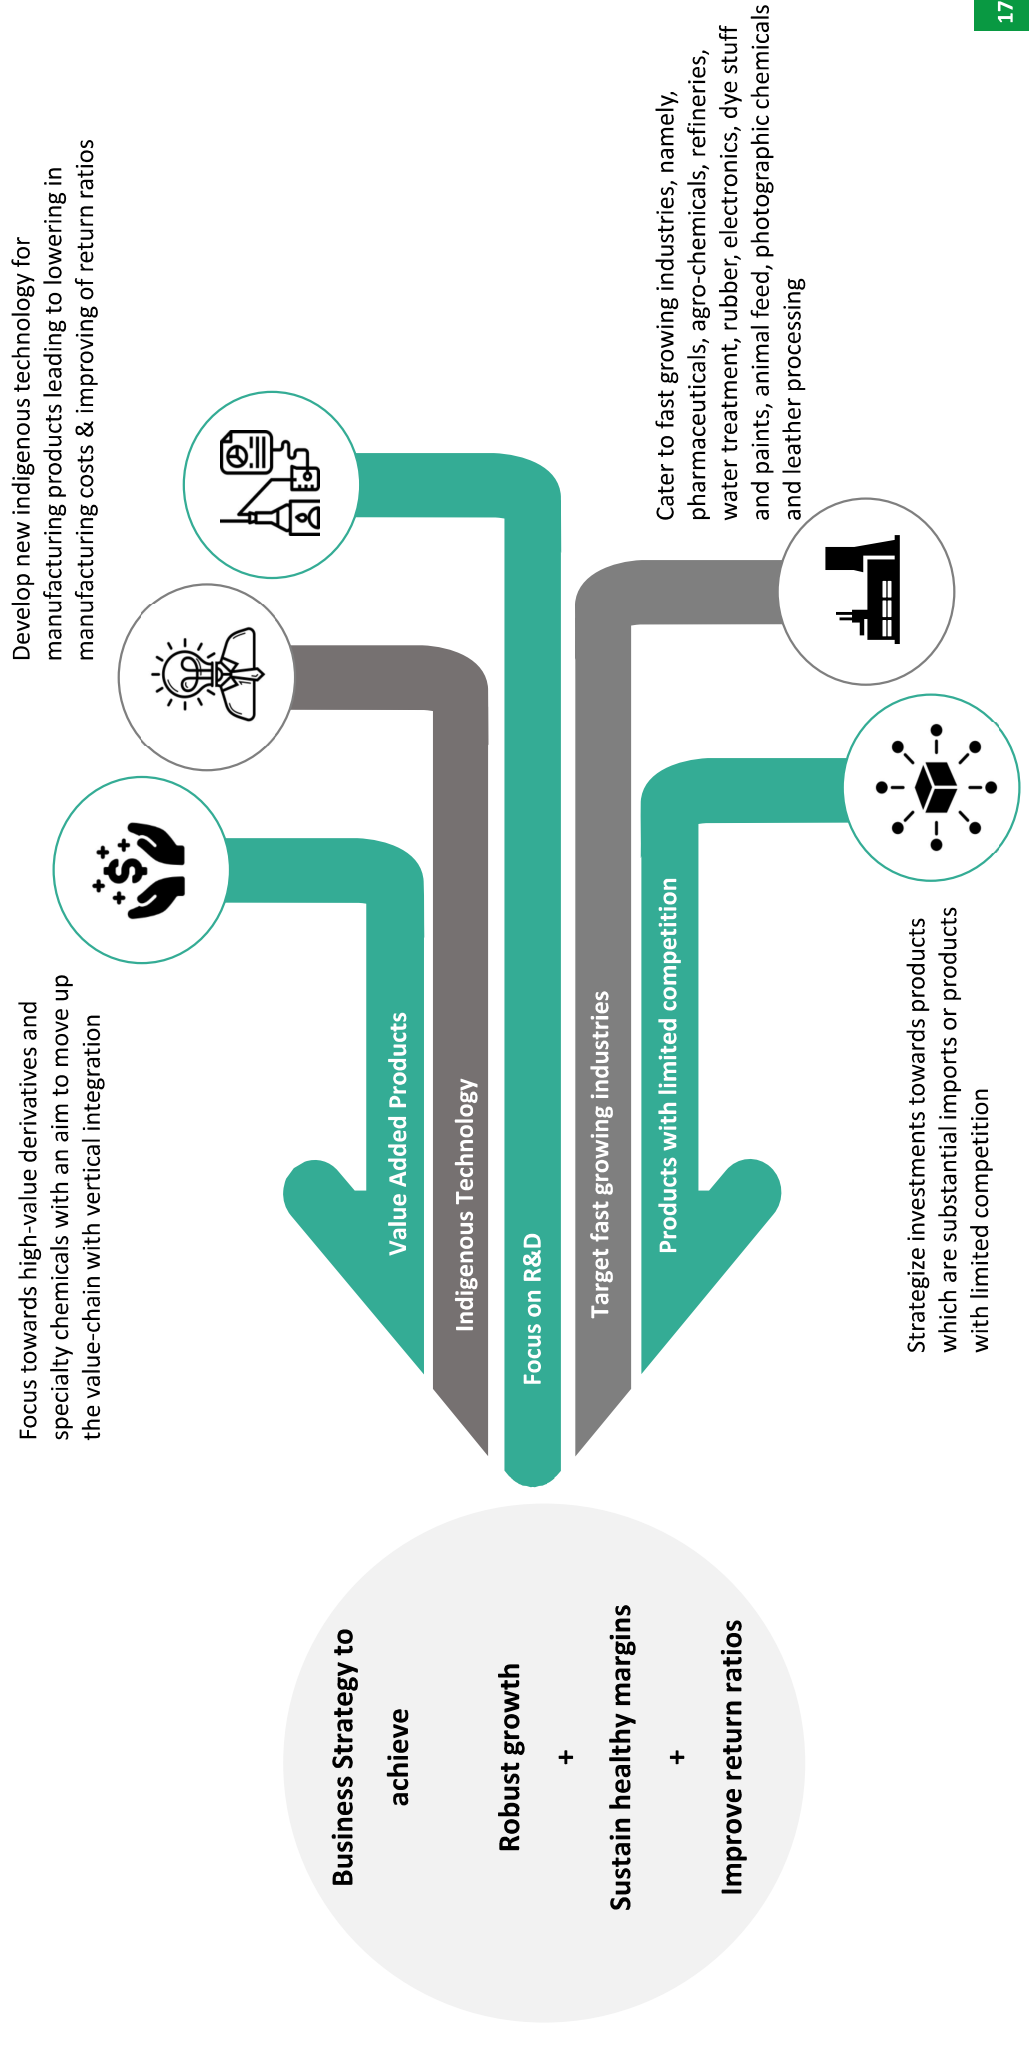 Business Strategy to
achieve
Robust growth
+
Sustain healthy margins
+
Improve return ratios
Focus towards high-value derivatives and
specialty chemicals with an aim to move up
the value-chain with vertical integration
Develop new indigenous technology for
manufacturing products leading to lowering in
manufacturing costs & improving of return ratios
Value Added Products
Indigenous Technology
Focus on R&D
Target fast growing industries
Products with limited competition
Cater to fast growing industries, namely,
pharmaceuticals, agro-chemicals, refineries,
water treatment, rubber, electronics, dye stuff
and paints, animal feed, photographic chemicals
and leather processing
Strategize investments towards products
which are substantial imports or products
with limited competition
17